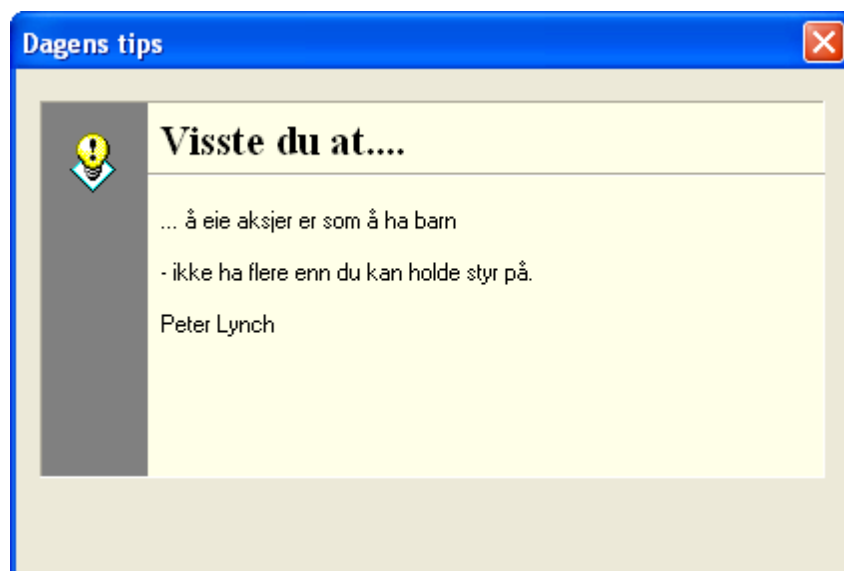 Dagens tips
Visste du at....
... å eie aksjer er som å ha barn
- ikke ha flere enn du kan holde styr på.
Peter Lynch